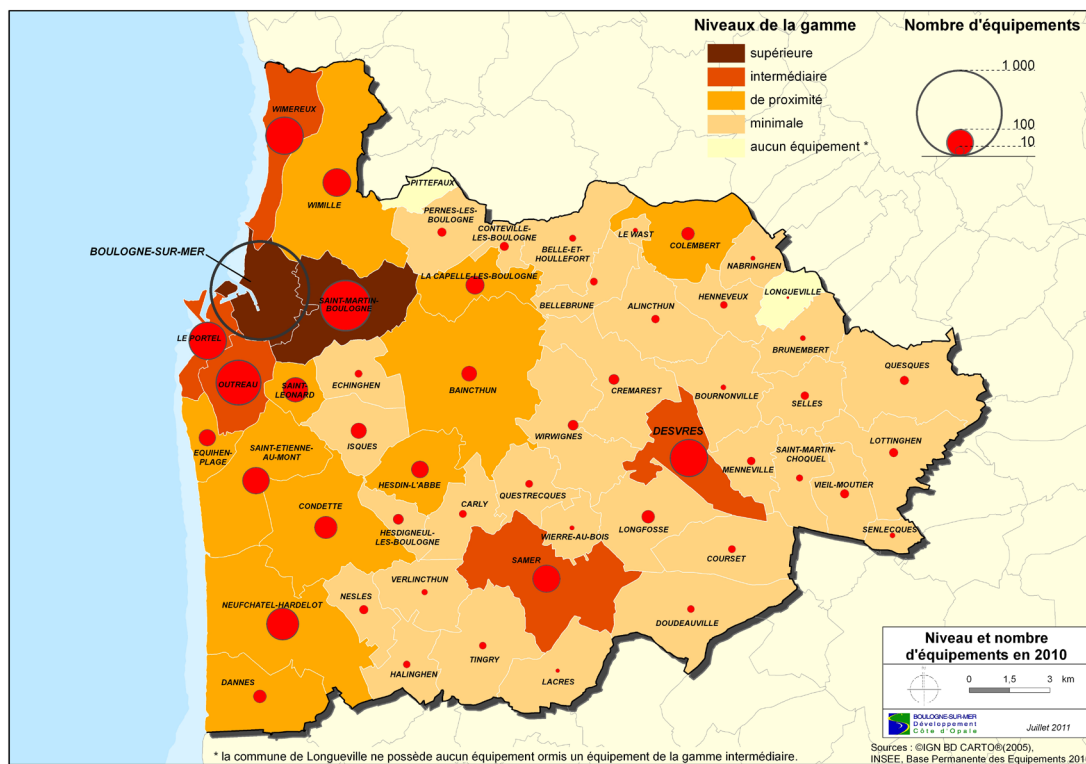 Niveaux de la gamme
supérieure
intermédiaire
de proximité
minimale
aucun équipement *
Nombre d'équipements
1 000
100
10
WIMEREUX
WIMILLE
PITTEFAUX
PERNES-LES-
BOULOGNE
CONTEVILLE-
LES-BOULOGNE
BELLE-ET-
HOULLEFORT
LE WAST
COLEMBERT
NABRINGHEN
BOULOGNE-SUR-MER
SAINT-MARTIN-
BOULOGNE
LA CAPELLE-LES-BOULOGNE
BELLEBRUNE
ALINCTHUN
HENNEVEUX
LONGUEVILLE
LE PORTEL
BRUNEMBERT
OUTREAU
SAINT-
LEONARD
ECHINGHEN
BAINCTHUN
CREMAREST
BOURNONVILLE
SELLES
QUESQUES
EQUIHEN-
PLAGE
SAINT-ETIENNE-
AU-MONT
ISQUES
WIRWIGNES
DESVRES
MENNEVILLE
SAINT-MARTIN-
CHOQUEL
LOTTINGHEN
VIEIL-MOUTIER
HESDIN-L'ABBE
QUESTRECQUES
CONDETTE
CARLY
HESDIGNEUL-
LES-BOULOGNE
WIERRE-AU-BOIS
LONGFOSSE
SENLECQUES
COURSET
SAMER
VERLINCTHUN
NESLES
NEUFCHATEL-HARDELOT
DOUDEAUVILLE
TINGRY
HALINGHEN
LACRES
DANNES
Niveau et nombre
d'équipements en 2010
0 1,5 3 km
BOULOGNE-SUR-MER
Développement
Côte d'Opale
Juillet 2011
* la commune de Longueville ne possède aucun équipement ormis un équipement de la gamme intermédiaire.
Sources : ©IGN BD CARTO®(2005),
INSEE, Base Permanente des Equipements 201